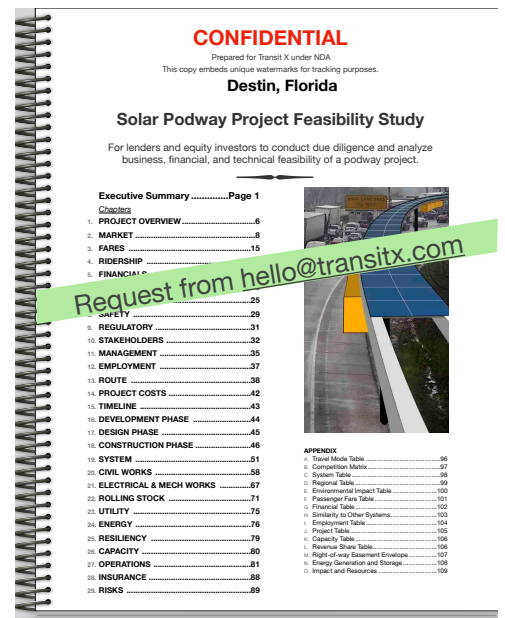 CONFIDENTIAL
Prepared for Transit X under NDA
This copy embeds unique watermarks for tracking purposes.
Destin, Florida
Solar Podway Project Feasibility Study
For lenders and equity investors to conduct due diligence and analyze
business, financial, and technical feasibility of a podway project.
Executive Summary ..............Page 1
Chapters
1. PROJECT OVERVIEW ...................................6
2. MARKET ...................................8
3. FARES ...................................15
4. RIDERSHIP
5. FINANCIALS
Request from hello@transitx.com
25
8. SAFETY ...................................29
9. REGULATORY ...................................31
10. STAKEHOLDERS ...................................32
11. MANAGEMENT ...................................35
12. EMPLOYMENT ...................................37
13. ROUTE ...................................38
14. PROJECT COSTS ...................................42
15. TIMELINE ...................................43
16. DEVELOPMENT PHASE ...................................44
17. DESIGN PHASE ...................................45
18. CONSTRUCTION PHASE ...................................46
19. SYSTEM ...................................51
20. CIVIL WORKS ...................................58
21. ELECTRICAL & MECH WORKS ............67
22. ROLLING STOCK ...................................71
23. UTILITY ...................................75
24. ENERGY ...................................76
25. RESILIENCY ...................................79
26. CAPACITY ...................................80
27. OPERATIONS ...................................81
28. INSURANCE ...................................88
29. RISKS ...................................89
APPENDIX
A. Travel Mode Table ...................................96
B. Competition Matrix ...................................97
C. System Table ...................................98
D. Regional Table ...................................99
E. Environmental Impact Table ...................100
F. Passenger Fare Table ...................101
G. Financial Table ...................102
H. Similarity to Other Systems ...................103
I. Employment Table ...................104
J. Project Table ...................105
K. Capacity Table ...................106
L. Revenue Share Table ...................106
M. Right-of-way Easement Envelope ............107
N. Energy Generation and Storage ............108
O. Impact and Resources ...................109